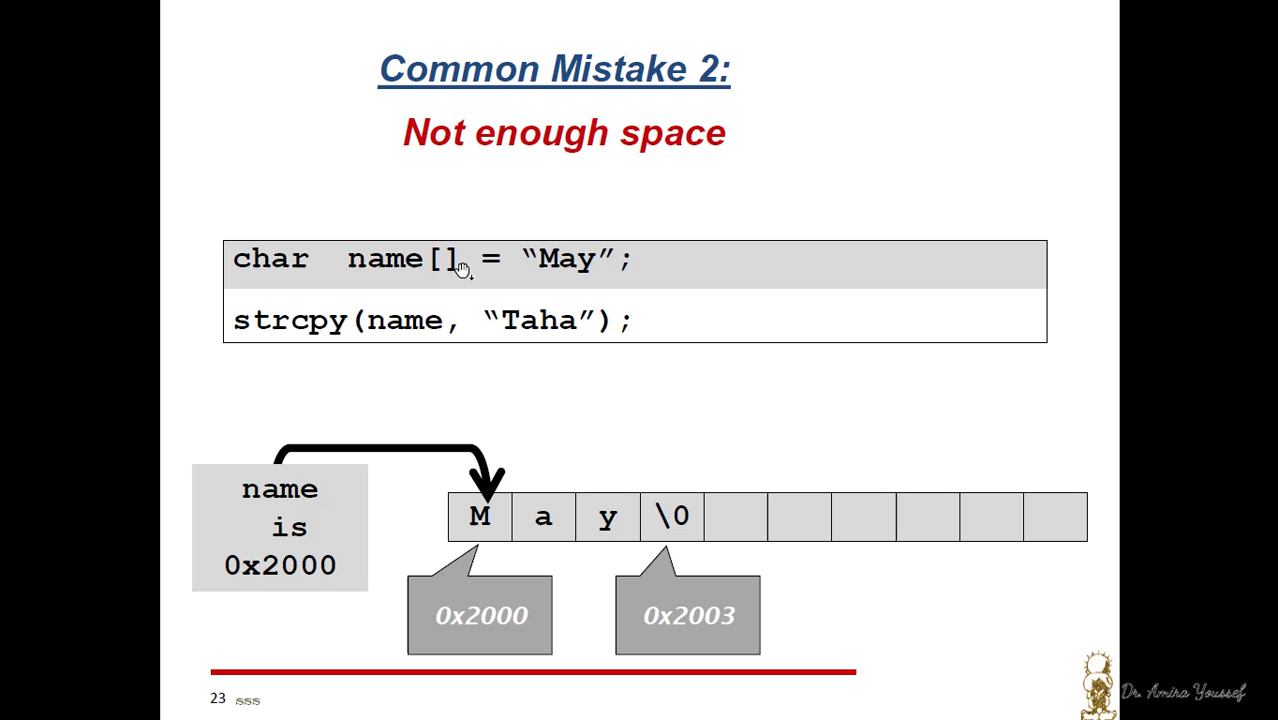 Common Mistake 2:
Not enough space
char  name[] = “May”;
strcpy(name, “Taha”);
name
is
0x2000
M a y \0
0x2000 0x2003
23 sss
Dr. Amira Youssef